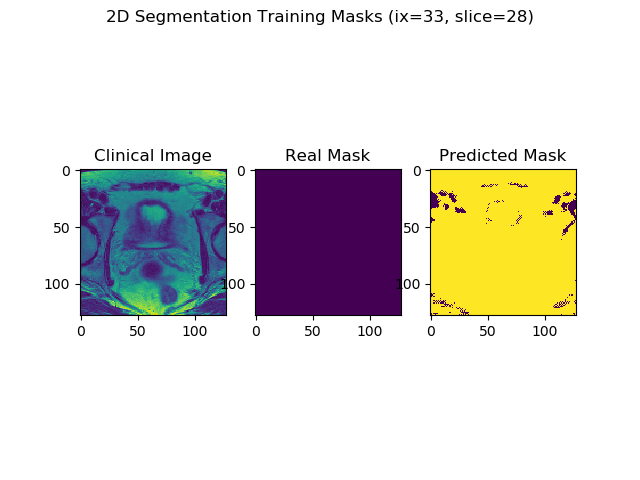 2D Segmentation Training Masks (ix=33, slice=28)
Clinical Image Real Mask Predicted Mask
0 0 0
50 50 50
100 100 100
0 50 100 0 50 100 0 50 100